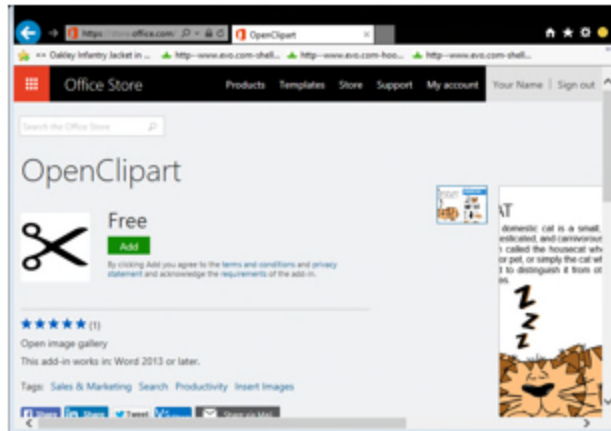 https://store.office.com/
OpenClipart
Oakley Infantry Jacket in ...
http--www.evo.com-shell...
http--www.evo.com-hoo...
http--www.evo.com-shell...
Office Store
Products Templates Store Support My account Your Name | Sign out
Search the Office Store
OpenClipart
Free
Add
By clicking Add you agree to the terms and conditions and privacy
statement and acknowledge the requirements of the add-in.
(1)
Open image gallery
This add-in works in: Word 2013 or later.
Tags: Sales & Marketing Search Productivity Insert Images
Share Share Tweet Share via Mail
AT
domestic cat is a small,
esticated, and carnivorous
called the housecat wh
or pet, or simply the cat wh
t to distinguish it from ot
es
Z
Z
Z